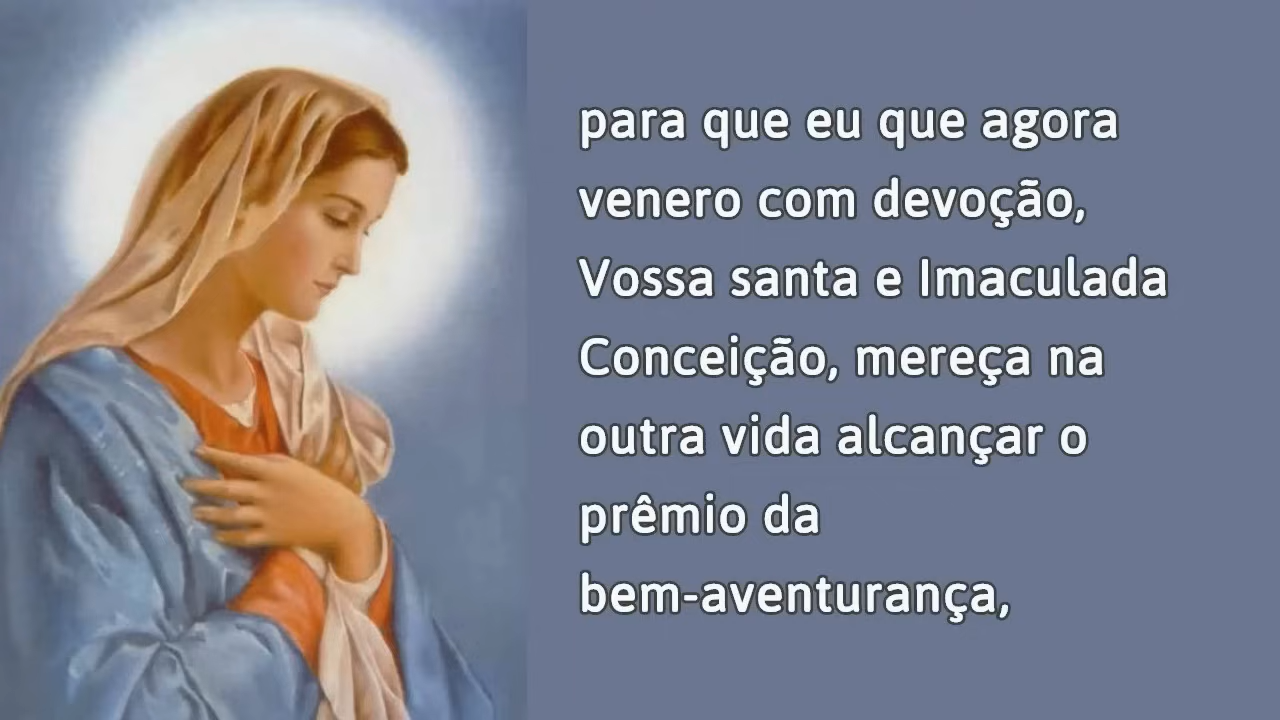 para que eu que agora
venero com devoção,
Vossa santa e Imaculada
Conceição, mereça na
outra vida alcançar o
prêmio da
bem-aventurança,